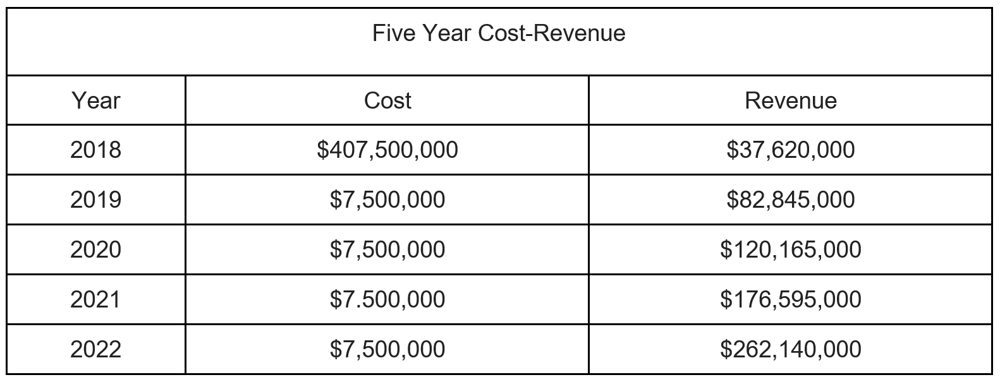 Five Year Cost-Revenue
Year Cost Revenue
2018 $407,500,000 $37,620,000
2019 $7,500,000 $82,845,000
2020 $7,500,000 $120,165,000
2021 $7.500,000 $176,595,000
2022 $7,500,000 $262,140,000